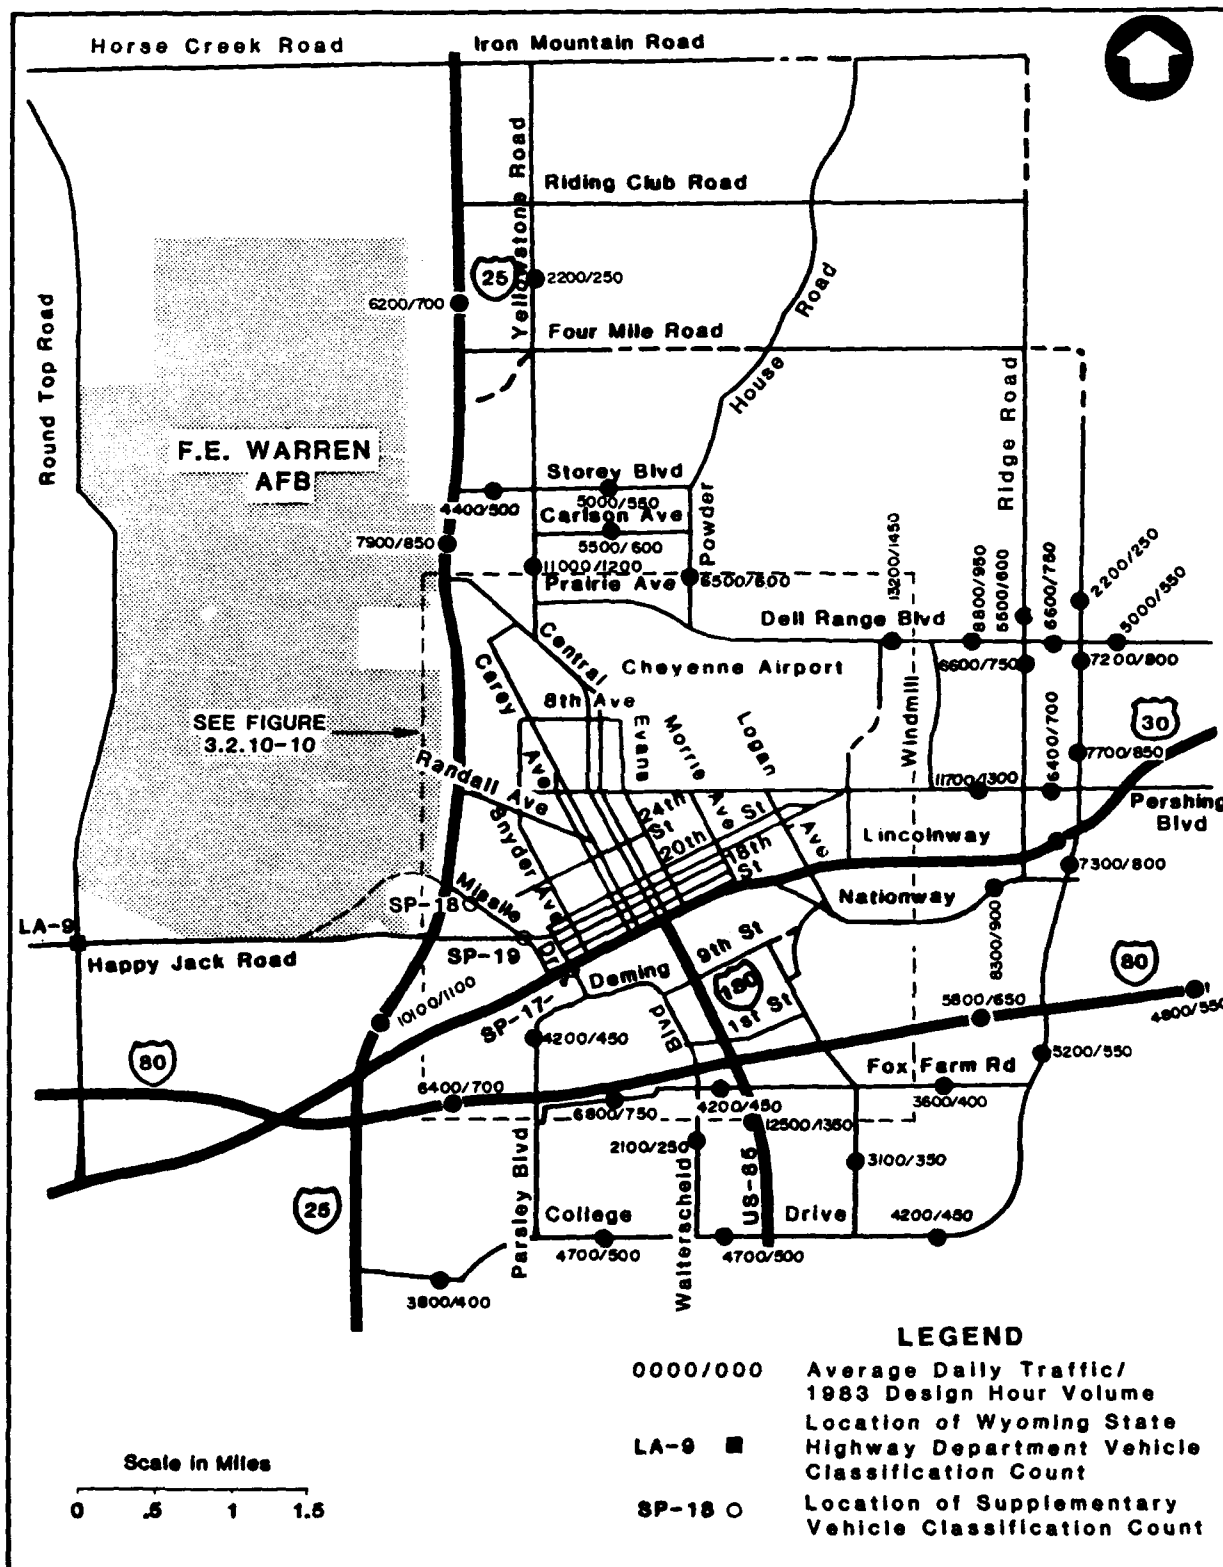 Horse Creek Road
Iron Mountain Road
Yellowstone Road
Riding Club Road
25
2200/250
6200/700
Four Mile Road
House
Road
Round Top Road
Ridge Road
F.E. WARREN
AFB
Storey Blvd
4400/500
5000/550
Carlson Ave
Powder
7900/850
5500/600
11000/1200
Prairie Ave
6500/600
13200/1450
8800/950
5500/600
6600/750
2200/250
5000/550
Dell Range Blvd
Central
Cheyenne Airport
6600/750
7200/800
Carey
Ave
8th Ave
Evans
Morrie
Ave
Logan
Ave
Windmill
SEE FIGURE
3.2.10-10
30
6400/700
7700/850
Randall Ave
11700/1300
Pershing
Blvd
24th
St
20th
St
18th
St
Lincolnway
Snyder
Ave
7300/800
Missile
Dr
SP-18
Nationway
LA-9
Happy Jack Road
SP-19
9th St
8300/900
Deming
180
80
10100/1100
SP-17
1st St
5800/650
4800/550
Blvd
4200/450
80
Fox Farm Rd
5200/550
6400/700
6800/750
4200/450
3600/400
12500/1350
2100/250
3100/350
Parsley Blvd
Walterscheid
US-85
25
College
Drive
4200/450
4700/500
4700/500
3800/400
LEGEND
0000/000
Average Daily Traffic/
1983 Design Hour Volume
LA-9
Location of Wyoming State
Highway Department Vehicle
Classification Count
SP-18
Location of Supplementary
Vehicle Classification Count
Scale in Miles
0 .5 1 1.5